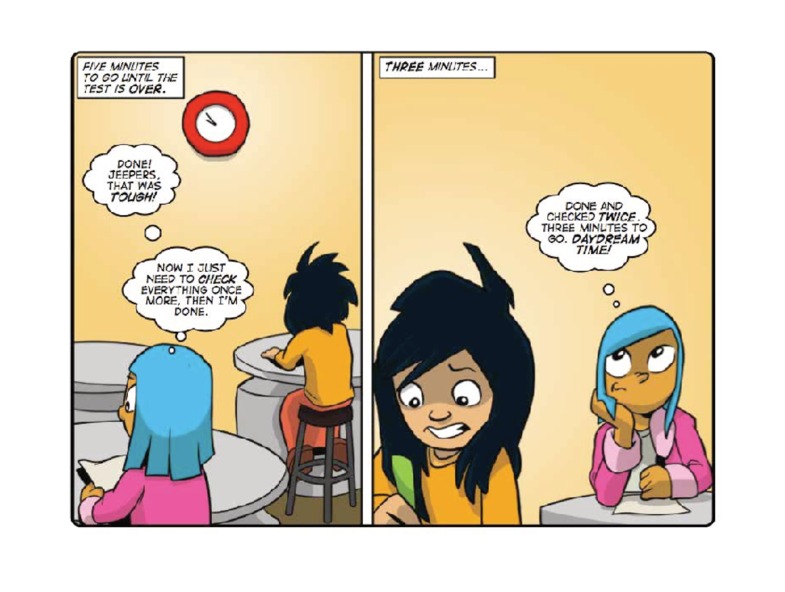 FIVE MINUTES
TO GO UNTIL THE
TEST IS OVER.
DONE!
JEEPERS,
THAT WAS
TOUGH!
NOW I JUST
NEED TO CHECK
EVERYTHING ONCE
MORE, THEN I'M
DONE.
THREE MINUTES...
DONE AND
CHECKED TWICE.
THREE MINUTES TO
GO. DAYDREAM
TIME!